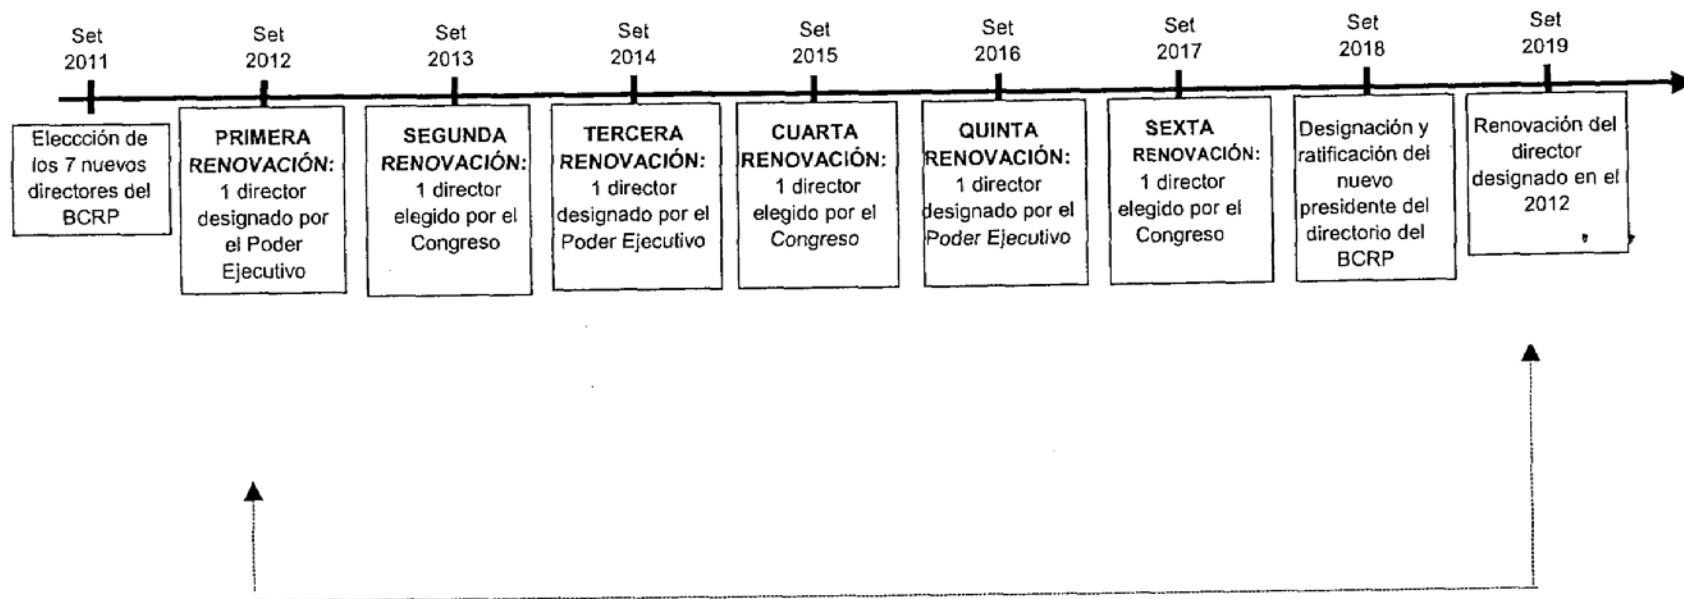 Set
2011
Set
2012
Set
2013
Set
2014
Set
2015
Set
2016
Set
2017
Set
2018
Set
2019
Eleccción de
los 7 nuevos
directores del
BCRP
PRIMERA
RENOVACIÓN:
1 director
designado por
el Poder
Ejecutivo
SEGUNDA
RENOVACIÓN:
1 director
elegido por el
Congreso
TERCERA
RENOVACIÓN:
1 director
designado por el
Poder Ejecutivo
CUARTA
RENOVACIÓN:
1 director
elegido por el
Congreso
QUINTA
RENOVACIÓN:
1 director
designado por el
Poder Ejecutivo
SEXTA
RENOVACIÓN:
1 director
elegido por el
Congreso
Designación y
ratificación del
nuevo
presidente del
directorio del
BCRP
Renovación del
director
designado en el
2012